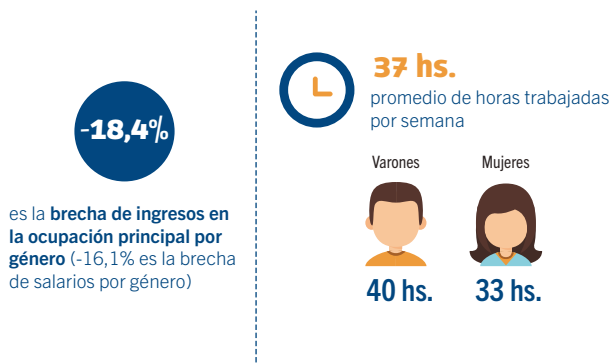 -18,4%
es la brecha de ingresos en
la ocupación principal por
género (-16,1% es la brecha
de salarios por género)
37 hs.
promedio de horas trabajadas
por semana
Varones
Mujeres
40 hs.
33 hs.